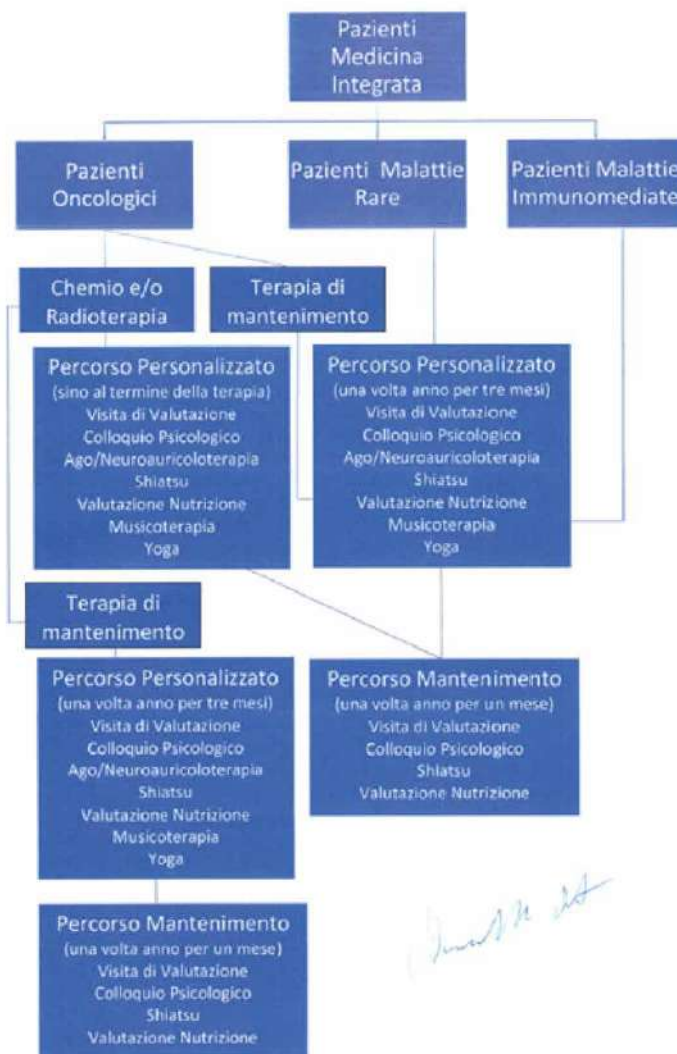 Pazienti
Medicina
Integrata
Pazienti
Oncologici
Pazienti Malattie
Rare
Pazienti Malattie
Immunomediate
Chemio e/o
Radioterapia
Terapia di
mantenimento
Percorso Personalizzato
(sino al termine della terapia)
Visita di Valutazione
Colloquio Psicologico
Ago/Neuroauricoloterapia
Shiatsu
Valutazione Nutrizione
Musicoterapia
Yoga
Percorso Personalizzato
(una volta anno per tre mesi)
Visita di Valutazione
Colloquio Psicologico
Ago/Neuroauricoloterapia
Shiatsu
Valutazione Nutrizione
Musicoterapia
Yoga
Terapia di
mantenimento
Percorso Personalizzato
(una volta anno per tre mesi)
Visita di Valutazione
Colloquio Psicologico
Ago/Neuroauricoloterapia
Shiatsu
Valutazione Nutrizione
Musicoterapia
Yoga
Percorso Mantenimento
(una volta anno per un mese)
Visita di Valutazione
Colloquio Psicologico
Shiatsu
Valutazione Nutrizione
Percorso Mantenimento
(una volta anno per un mese)
Visita di Valutazione
Colloquio Psicologico
Shiatsu
Valutazione Nutrizione